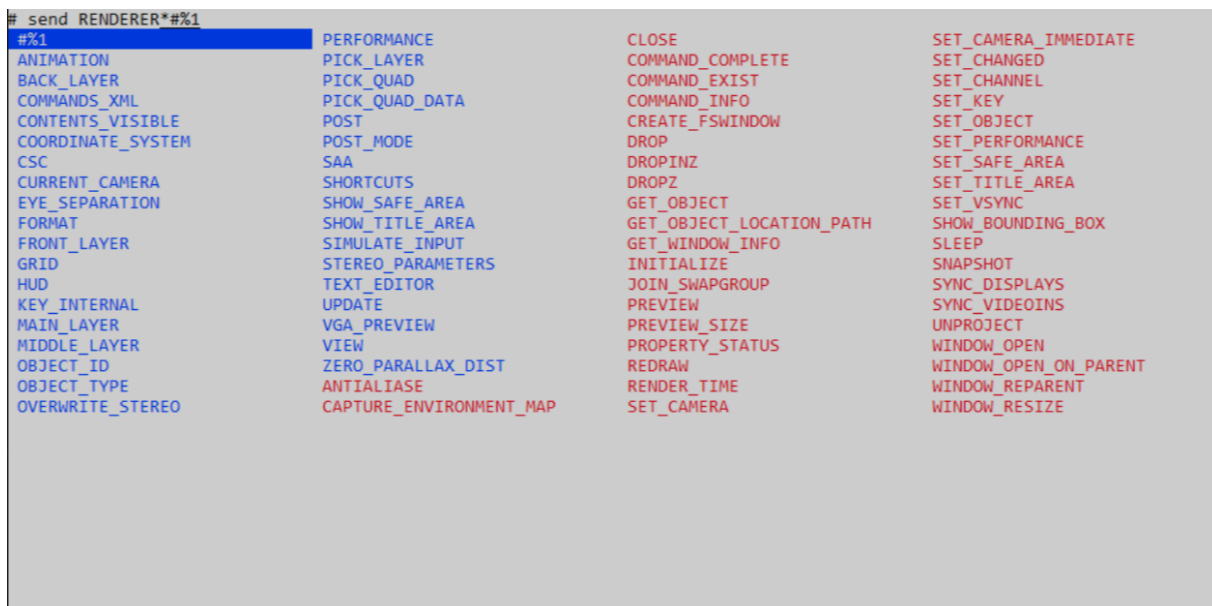 # send RENDERER*#%1
#%1 PERFORMANCE CLOSE SET_CAMERA_IMMEDIATE
ANIMATION PICK_LAYER COMMAND_COMPLETE SET_CHANGED
BACK_LAYER PICK_QUAD COMMAND_EXIST SET_CHANNEL
COMMANDS_XML PICK_QUAD_DATA COMMAND_INFO SET_KEY
CONTENTS_VISIBLE POST CREATE_FSWINDOW SET_OBJECT
COORDINATE_SYSTEM POST_MODE DROP SET_PERFORMANCE
CSC SAA DROPINZ SET_SAFE_AREA
CURRENT_CAMERA SHORTCUTS DROPZ SET_TITLE_AREA
EYE_SEPARATION SHOW_SAFE_AREA GET_OBJECT SET_VSYNC
FORMAT SHOW_TITLE_AREA GET_OBJECT_LOCATION_PATH SHOW_BOUNDING_BOX
FRONT_LAYER SIMULATE_INPUT GET_WINDOW_INFO SLEEP
GRID STEREO_PARAMETERS INITIALIZE SNAPSHOT
HUD TEXT_EDITOR JOIN_SWAPGROUP SYNC_DISPLAYS
KEY_INTERNAL UPDATE PREVIEW SYNC_VIDEOINS
MAIN_LAYER VGA_PREVIEW PREVIEW_SIZE UNPROJECT
MIDDLE_LAYER VIEW PROPERTY_STATUS WINDOW_OPEN
OBJECT_ID ZERO_PARALLAX_DIST REDRAW WINDOW_OPEN_ON_PARENT
OBJECT_TYPE ANTIALIASE RENDER_TIME WINDOW_REPARENT
OVERWRITE_STEREO CAPTURE_ENVIRONMENT_MAP SET_CAMERA WINDOW_RESIZE